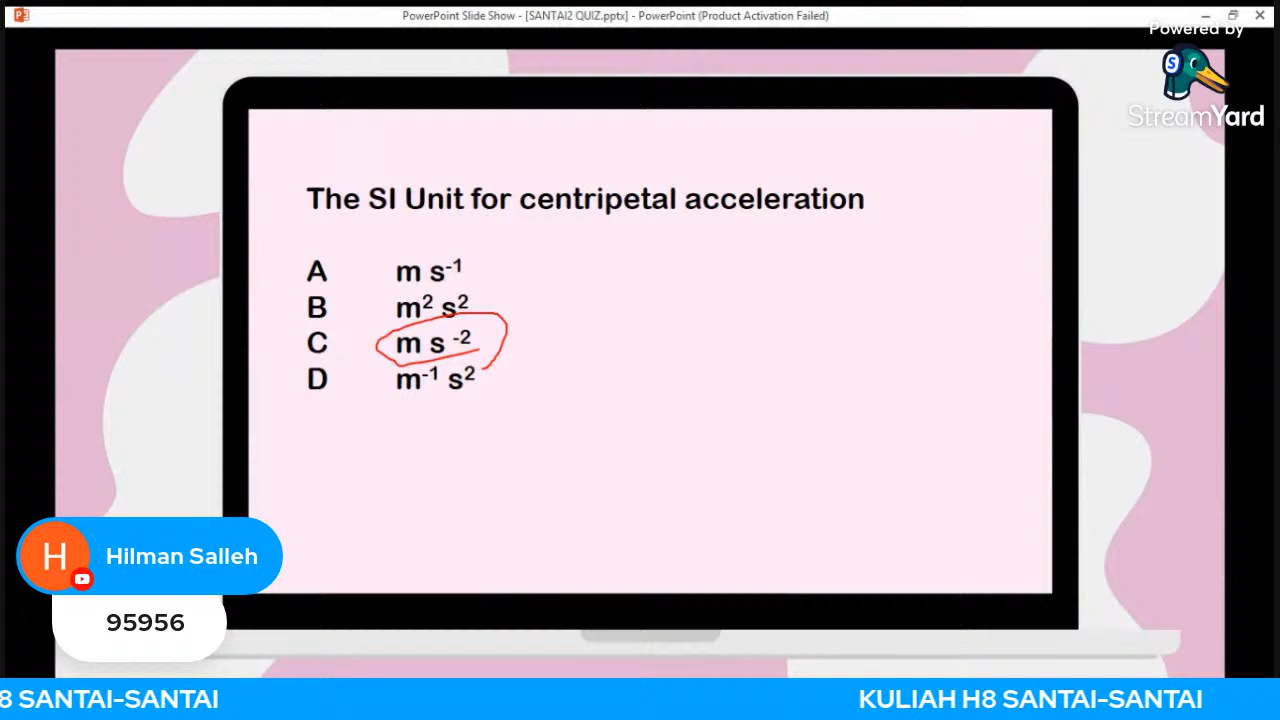 PowerPoint Slide Show - [SANTAI2 QUIZ.pptx] - PowerPoint (Product Activation Failed)
Powered by
StreamYard
The SI Unit for centripetal acceleration
A m s⁻¹
B m² s²
C m s ⁻²
D m⁻¹ s²
H Hilman Salleh
95956
8 SANTAI-SANTAI KULIAH H8 SANTAI-SANTAI